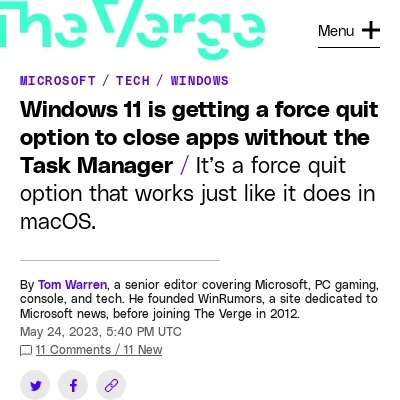 The Verge
Menu
MICROSOFT / TECH / WINDOWS
Windows 11 is getting a force quit
option to close apps without the
Task Manager / It’s a force quit
option that works just like it does in
macOS.
By Tom Warren, a senior editor covering Microsoft, PC gaming,
console, and tech. He founded WinRumors, a site dedicated to
Microsoft news, before joining The Verge in 2012.
May 24, 2023, 5:40 PM UTC
11 Comments / 11 New